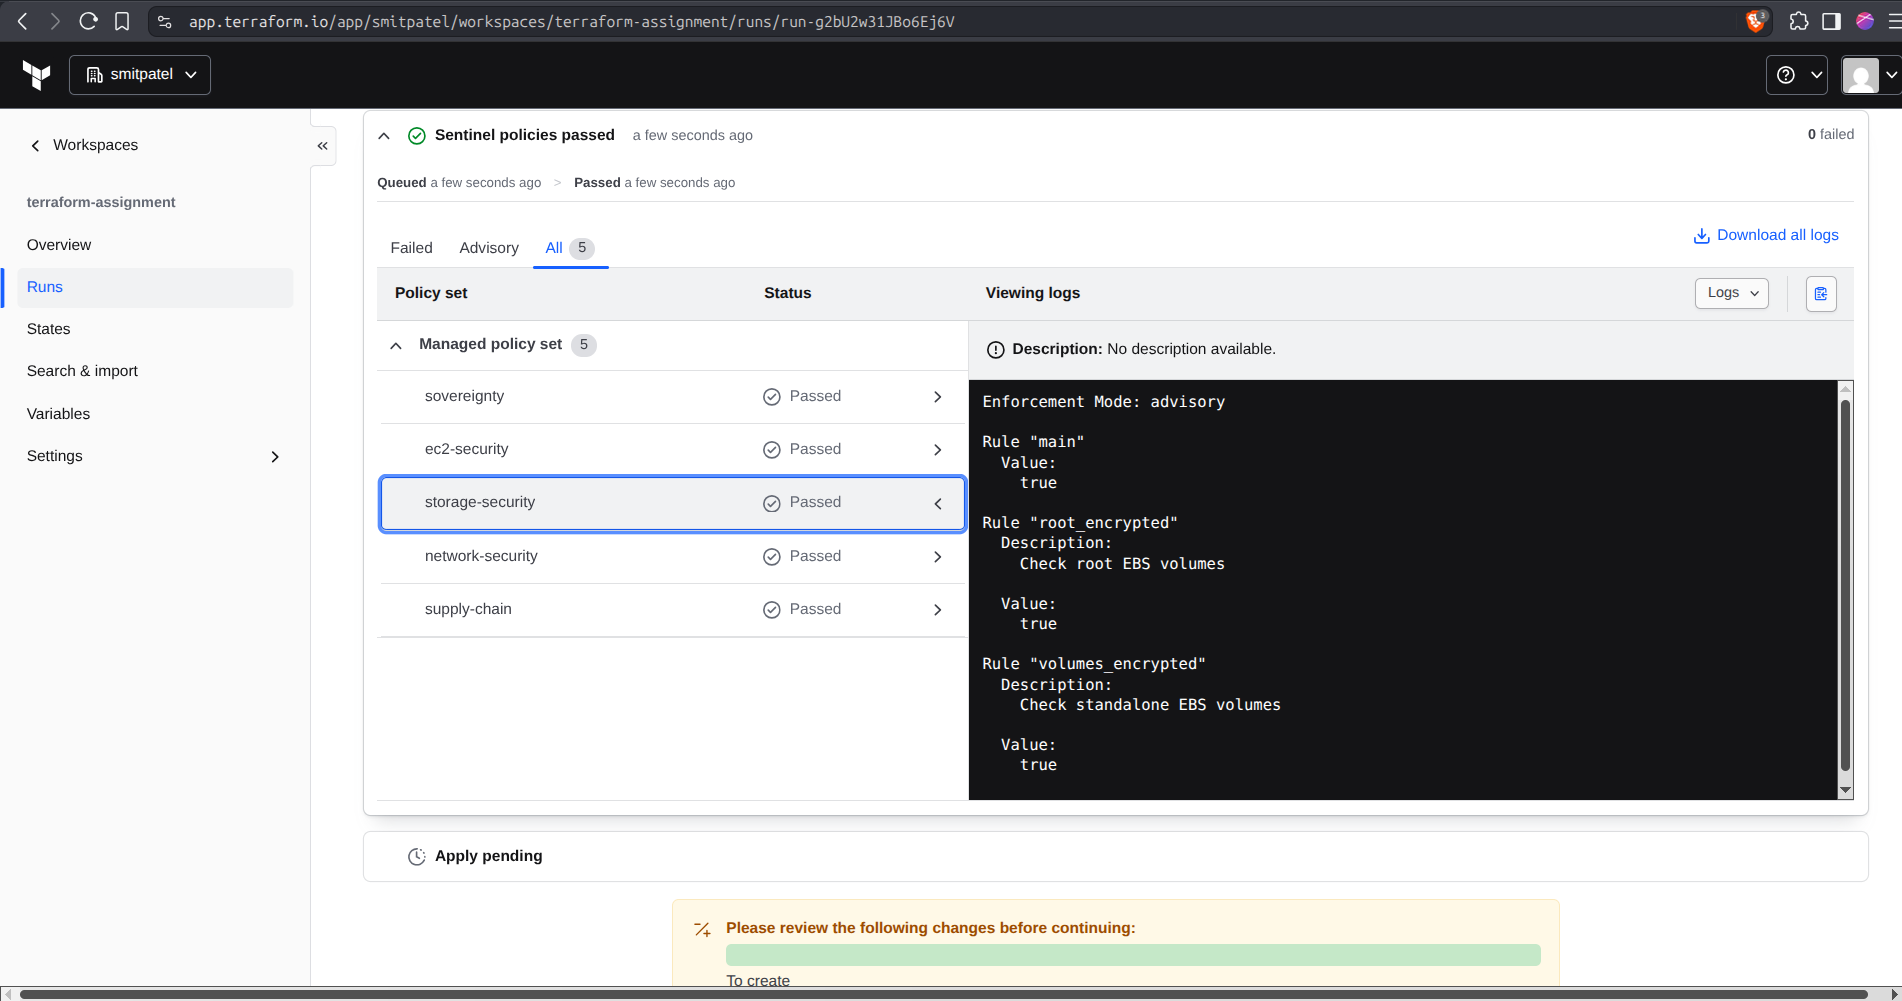 app.terraform.io/app/smitpatel/workspaces/terraform-assignment/runs/run-g2bU2w31JBo6Ej6V
3
smitpatel
Workspaces
terraform-assignment
Overview
Runs
States
Search & import
Variables
Settings
Sentinel policies passed a few seconds ago 0 failed
Queued a few seconds ago > Passed a few seconds ago
Failed Advisory All 5 Download all logs
Policy set Status Viewing logs Logs
Managed policy set 5
sovereignty Passed
ec2-security Passed
storage-security Passed
network-security Passed
supply-chain Passed
Description: No description available.
Enforcement Mode: advisory
Rule "main"
Value:
true
Rule "root_encrypted"
Description:
Check root EBS volumes
Value:
true
Rule "volumes_encrypted"
Description:
Check standalone EBS volumes
Value:
true
Apply pending
Please review the following changes before continuing:
To create